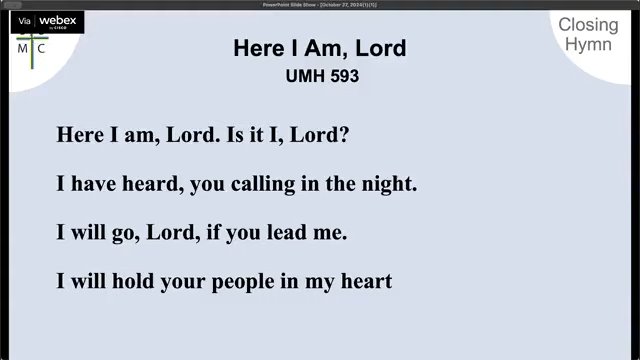 PowerPoint Slide Show - [October 27, 2024(1)(1)]
Via webex
by CISCO
M C
Closing
Hymn
Here I Am, Lord
UMH 593
Here I am, Lord. Is it I, Lord?
I have heard, you calling in the night.
I will go, Lord, if you lead me.
I will hold your people in my heart